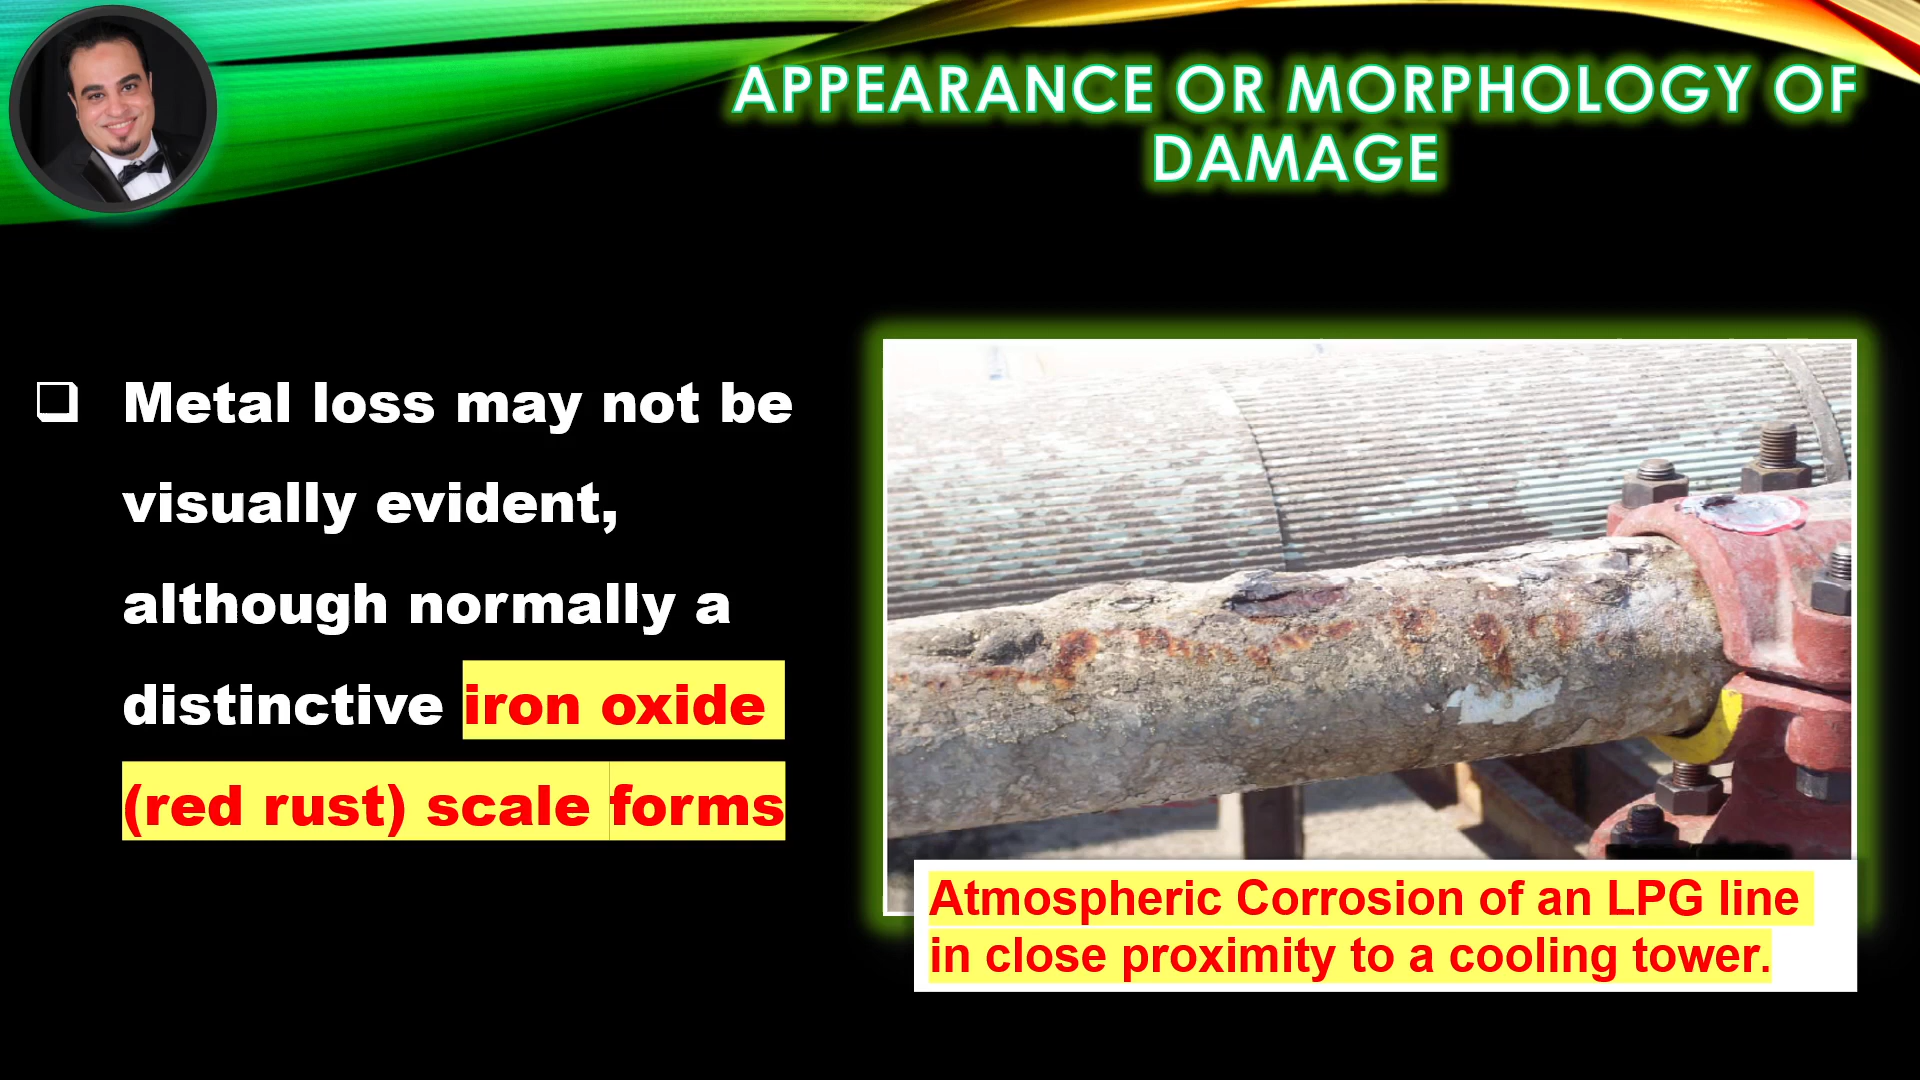 APPEARANCE OR MORPHOLOGY OF
DAMAGE
Metal loss may not be
visually evident,
although normally a
distinctive iron oxide
(red rust) scale forms
Atmospheric Corrosion of an LPG line
in close proximity to a cooling tower.